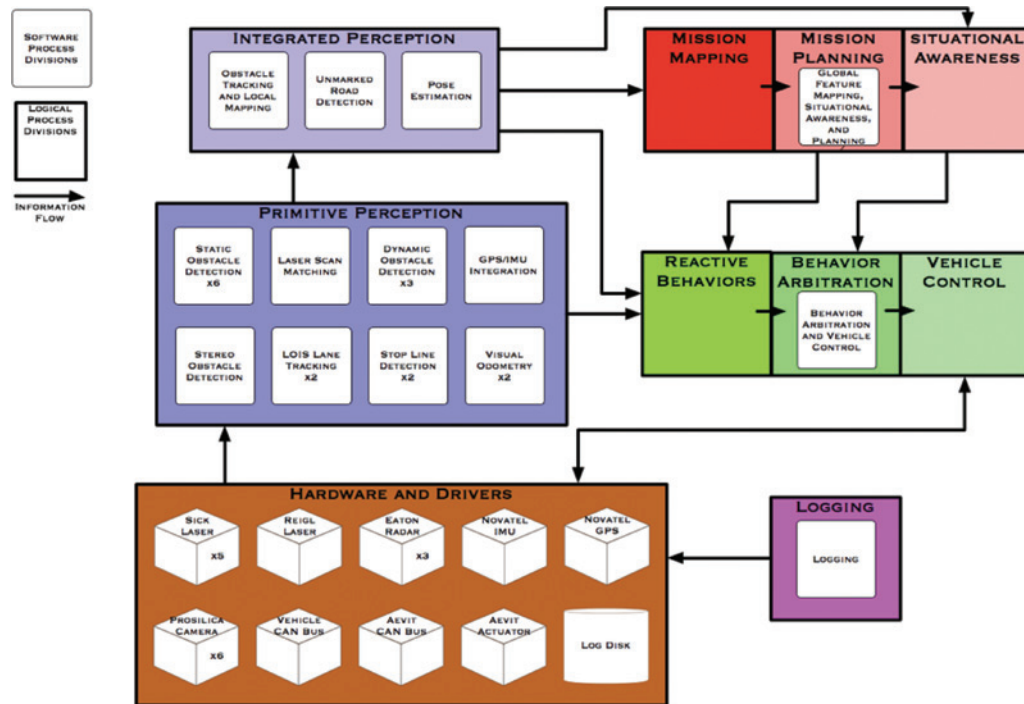 SOFTWARE
PROCESS
DIVISIONS
LOGICAL
PROCESS
DIVISIONS
INFORMATION
FLOW
INTEGRATED PERCEPTION
OBSTACLE
TRACKING
AND LOCAL
MAPPING
UNMARKED
ROAD
DETECTION
POSE
ESTIMATION
MISSION
MAPPING
MISSION
PLANNING
GLOBAL
FEATURE
MAPPING,
SITUATIONAL
AWARENESS,
AND
PLANNING
SITUATIONAL
AWARENESS
PRIMITIVE PERCEPTION
STATIC
OBSTACLE
DETECTION
x6
LASER SCAN
MATCHING
DYNAMIC
OBSTACLE
DETECTION
x3
GPS/IMU
INTEGRATION
STEREO
OBSTACLE
DETECTION
LOIS LANE
TRACKING
x2
STOP LINE
DETECTION
x2
VISUAL
ODOMETRY
x2
REACTIVE
BEHAVIORS
BEHAVIOR
ARBITRATION
BEHAVIOR
ARBITRATION
AND VEHICLE
CONTROL
VEHICLE
CONTROL
HARDWARE AND DRIVERS
SICK
LASER
x5
REIGL
LASER
EATON
RADAR
x3
NOVATEL
IMU
NOVATEL
GPS
PROSILICA
CAMERA
x6
VEHICLE
CAN BUS
AEVIT
CAN BUS
AEVIT
ACTUATOR
LOG DISK
LOGGING
LOGGING